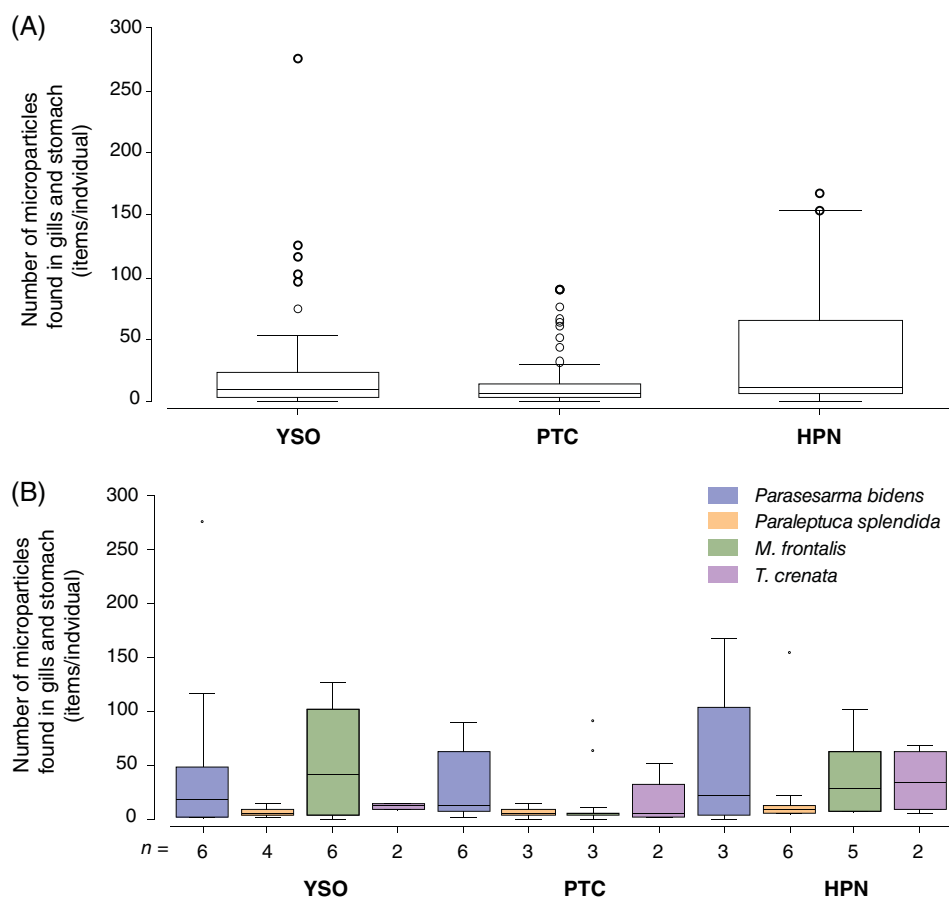 (A)
Number of microparticles
found in gills and stomach
(items/indvidual)
300
250
200
150
100
50
0
YSO PTC HPN
(B)
Number of microparticles
found in gills and stomach
(items/indvidual)
300
250
200
150
100
50
0
Parasesarma bidens
Paraleptuca splendida
M. frontalis
T. crenata
n = 6 4 6 2 6 3 3 2 3 6 5 2
YSO PTC HPN